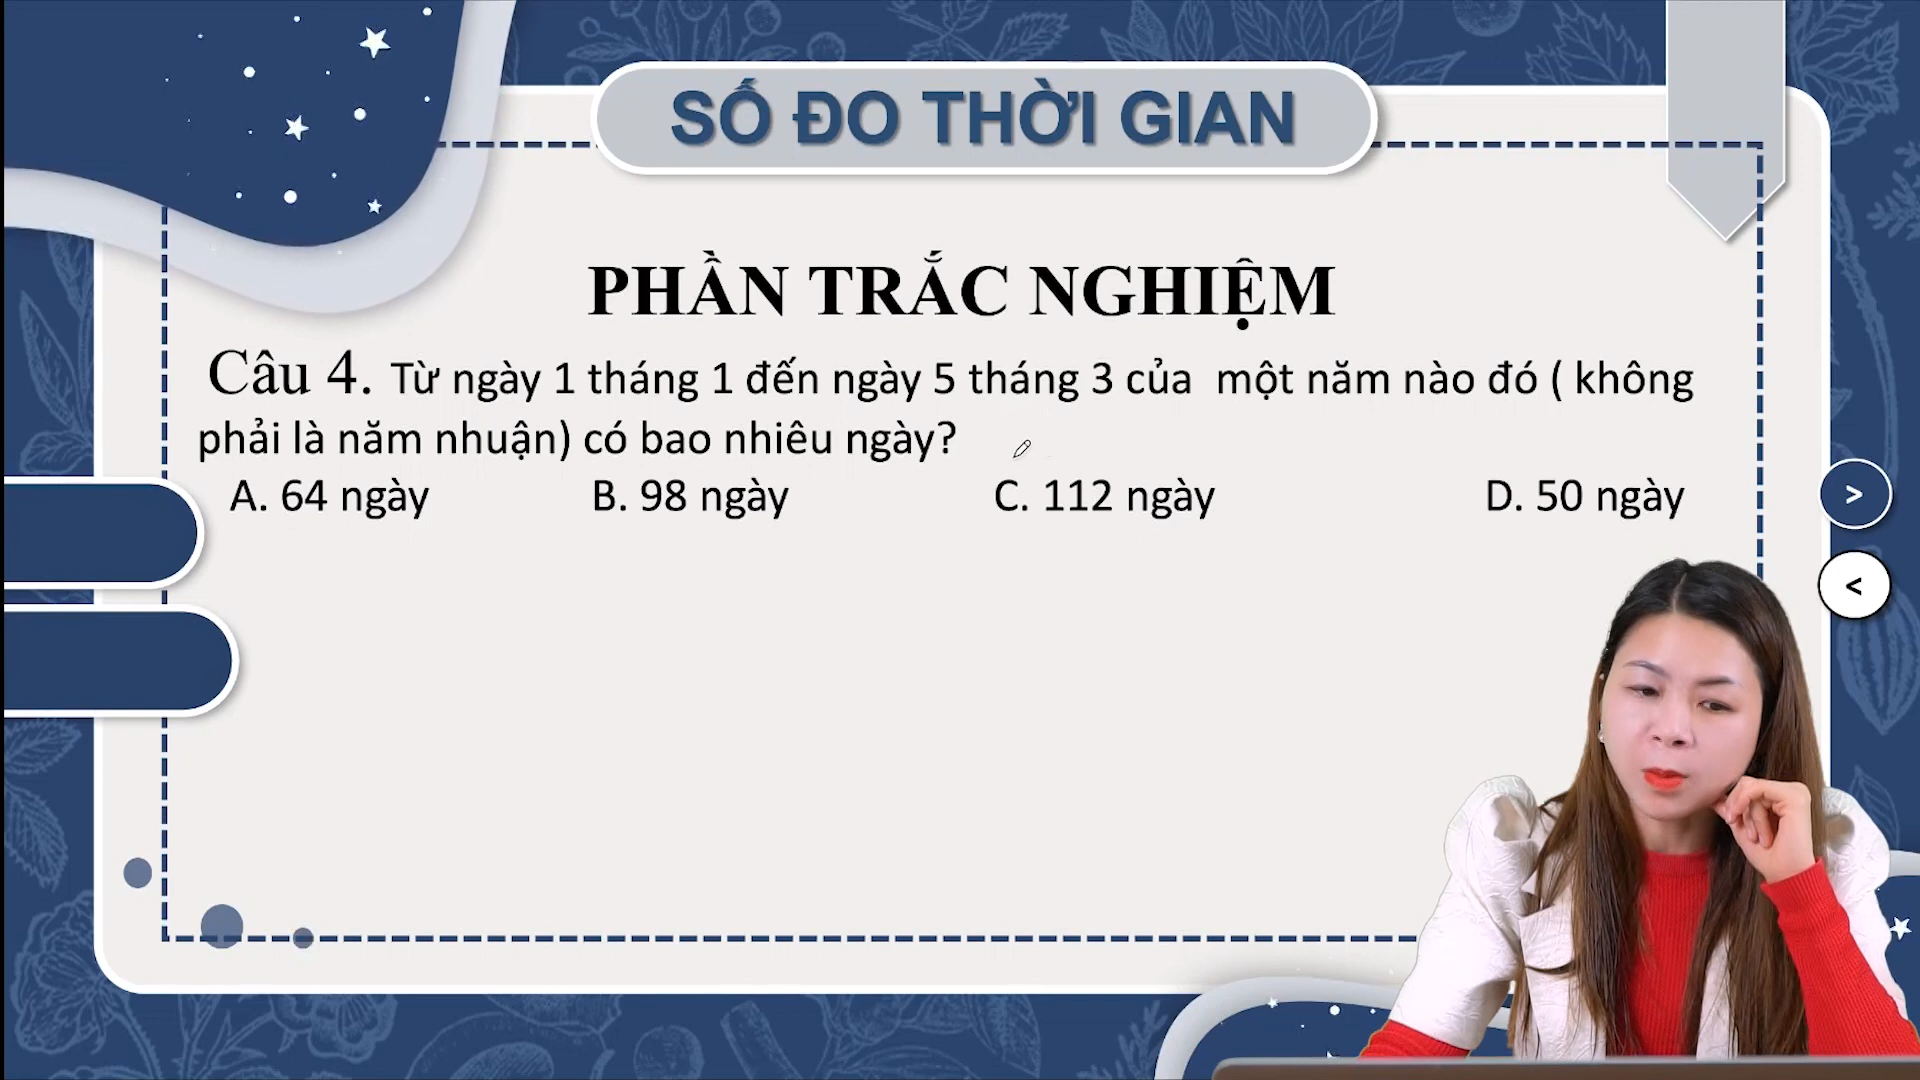 SỐ ĐO THỜI GIAN
PHẦN TRẮC NGHIỆM
Câu 4. Từ ngày 1 tháng 1 đến ngày 5 tháng 3 của một năm nào đó ( không
phải là năm nhuận) có bao nhiêu ngày?
A. 64 ngày B. 98 ngày C. 112 ngày D. 50 ngày
>
<